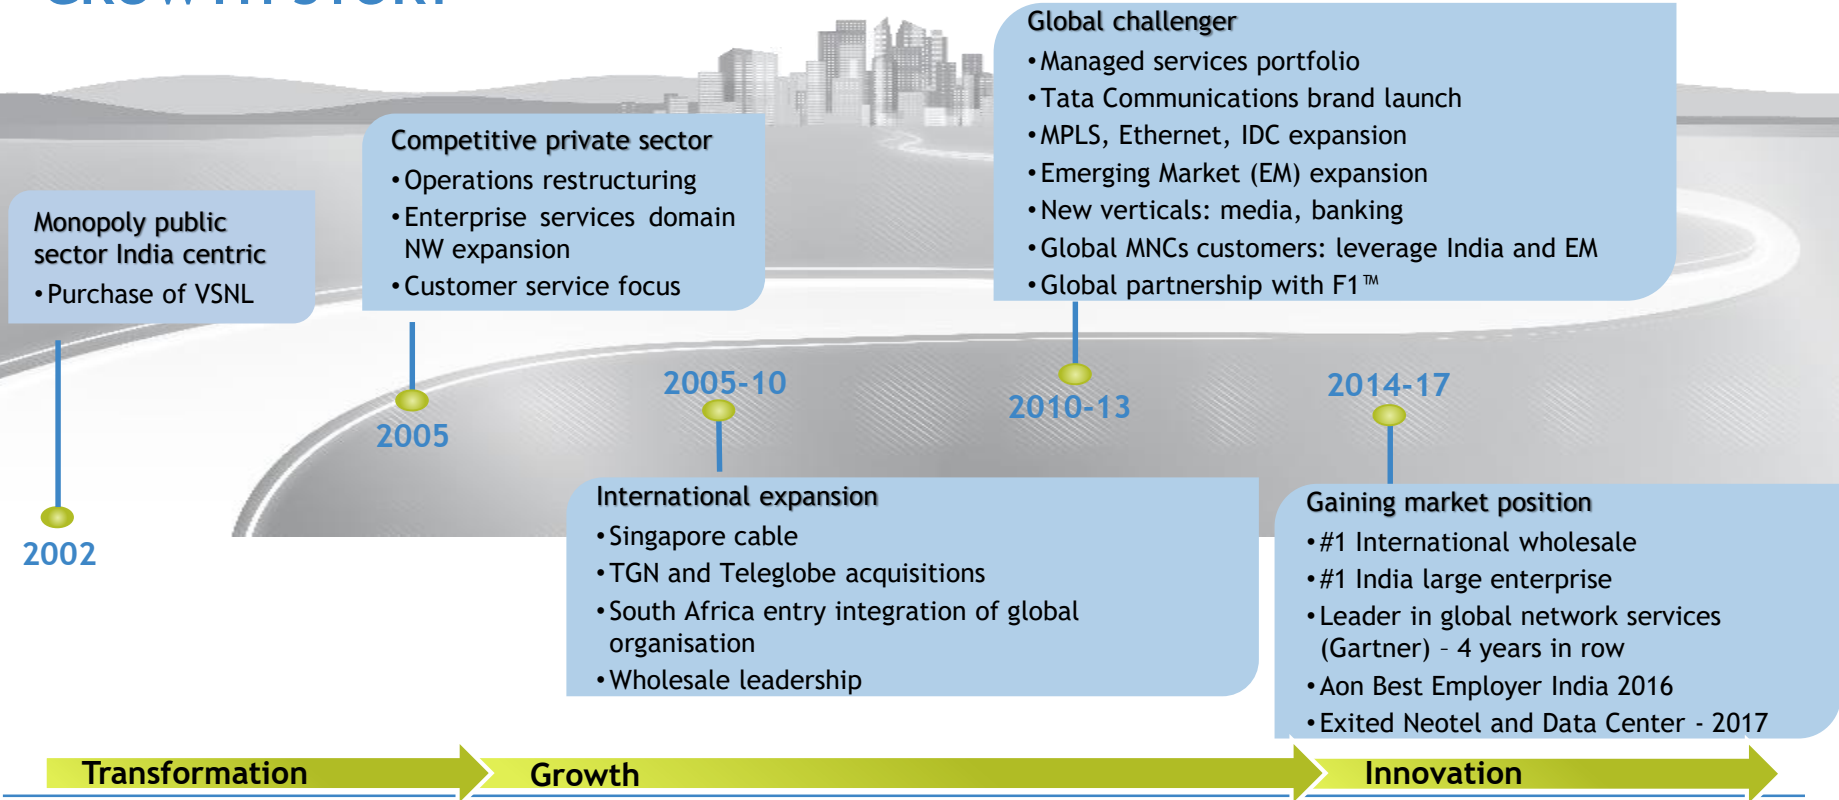 GROWTH STORY
Monopoly public
sector India centric
•Purchase of VSNL
2002
Competitive private sector
•Operations restructuring
•Enterprise services domain
NW expansion
•Customer service focus
2005
2005-10
International expansion
•Singapore cable
•TGN and Teleglobe acquisitions
•South Africa entry integration of global
organisation
•Wholesale leadership
Global challenger
•Managed services portfolio
•Tata Communications brand launch
•MPLS, Ethernet, IDC expansion
•Emerging Market (EM) expansion
•New verticals: media, banking
•Global MNCs customers: leverage India and EM
•Global partnership with F1™
2010-13
2014-17
Gaining market position
•#1 International wholesale
•#1 India large enterprise
•Leader in global network services
(Gartner) – 4 years in row
•Aon Best Employer India 2016
•Exited Neotel and Data Center - 2017
Transformation
Growth
Innovation